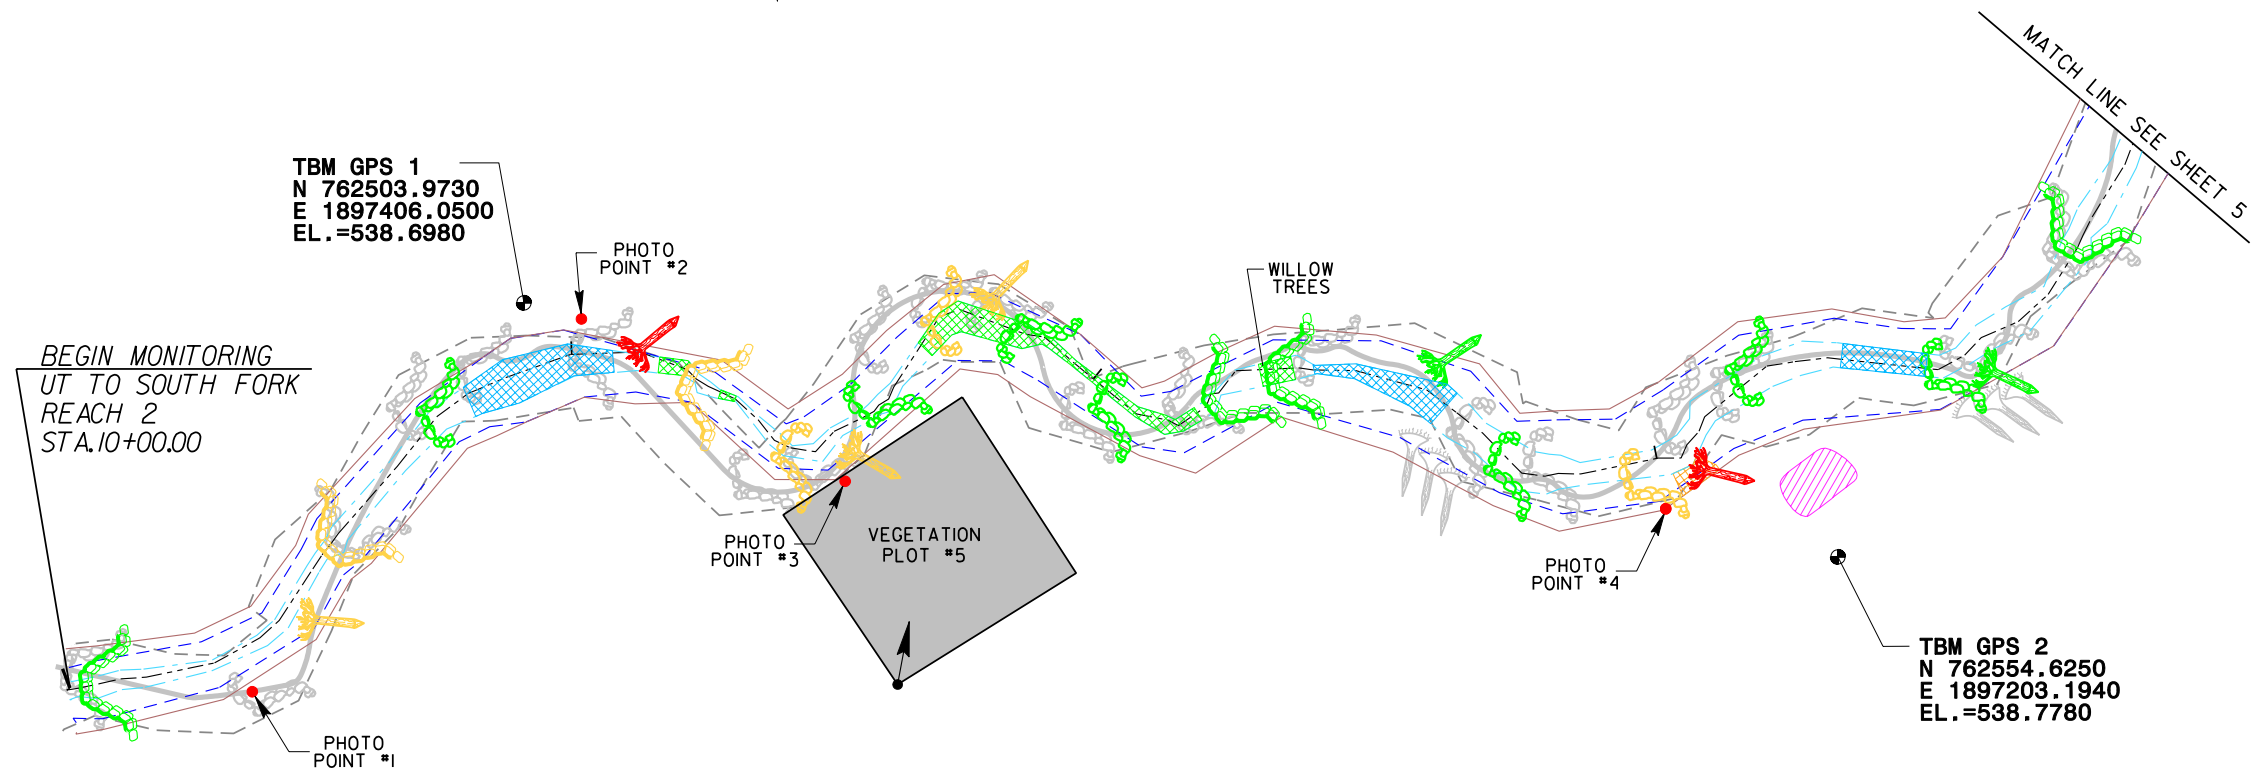 MATCH LINE SEE SHEET 5
TBM GPS 1
N 762503.9730
E 1897406.0500
EL.=538.6980
PHOTO
POINT #2
WILLOW
TREES
BEGIN MONITORING
UT TO SOUTH FORK
REACH 2
STA.10+00.00
PHOTO
POINT #3
VEGETATION
PLOT #5
PHOTO
POINT #4
TBM GPS 2
N 762554.6250
E 1897203.1940
EL.=538.7780
PHOTO
POINT #1